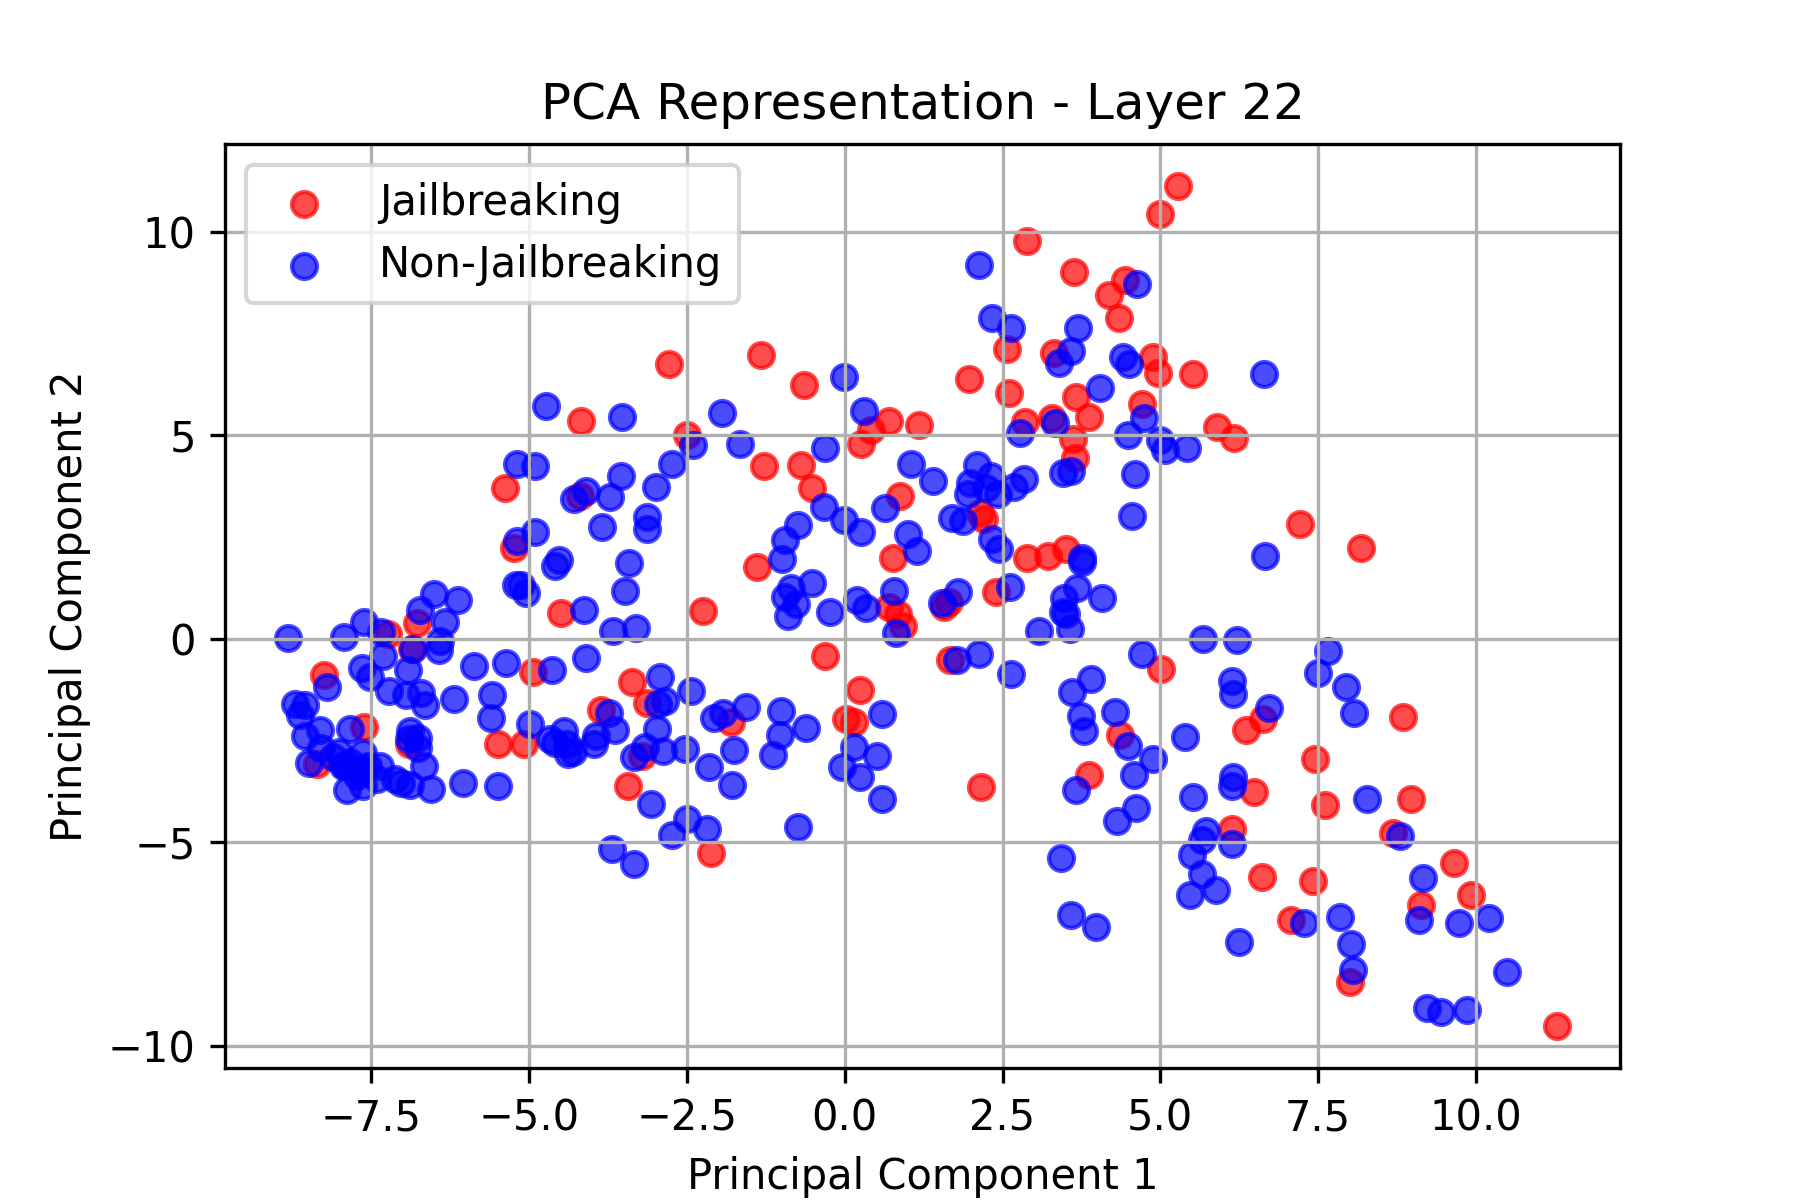 PCA Representation - Layer 22
Jailbreaking
Non-Jailbreaking
Principal Component 2
10
5
0
−5
−10
−7.5 −5.0 −2.5 0.0 2.5 5.0 7.5 10.0
Principal Component 1